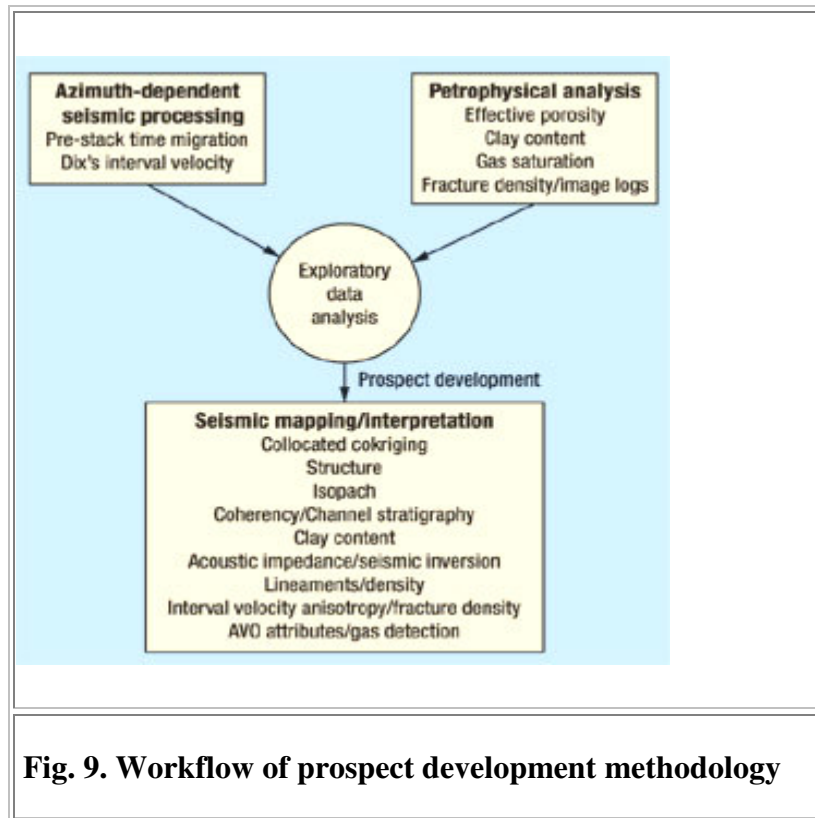 Azimuth-dependent
seismic processing
Pre-stack time migration
Dix's interval velocity
Petrophysical analysis
Effective porosity
Clay content
Gas saturation
Fracture density/image logs
Exploratory
data
analysis
Prospect development
Seismic mapping/interpretation
Collocated cokriging
Structure
Isopach
Coherency/Channel stratigraphy
Clay content
Acoustic impedance/seismic inversion
Lineaments/density
Interval velocity anisotropy/fracture density
AVO attributes/gas detection
Fig. 9. Workflow of prospect development methodology